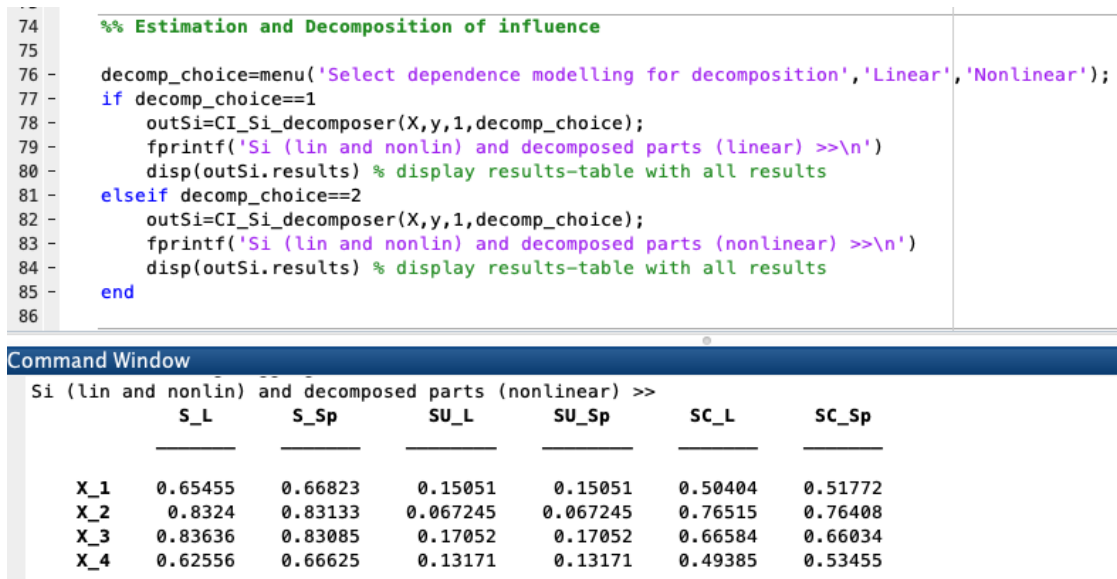 74 %% Estimation and Decomposition of influence
75
76 - decomp_choice=menu('Select dependence modelling for decomposition','Linear','Nonlinear');
77 - if decomp_choice==1
78 - outSi=CI_Si_decomposer(X,y,1,decomp_choice);
79 - fprintf('Si (lin and nonlin) and decomposed parts (linear) >>\n')
80 - disp(outSi.results) % display results-table with all results
81 - elseif decomp_choice==2
82 - outSi=CI_Si_decomposer(X,y,1,decomp_choice);
83 - fprintf('Si (lin and nonlin) and decomposed parts (nonlinear) >>\n')
84 - disp(outSi.results) % display results-table with all results
85 - end
86
Command Window
Si (lin and nonlin) and decomposed parts (nonlinear) >>
S_L S_Sp SU_L SU_Sp SC_L SC_Sp
X_1 0.65455 0.66823 0.15051 0.15051 0.50404 0.51772
X_2 0.8324 0.83133 0.067245 0.067245 0.76515 0.76408
X_3 0.83636 0.83085 0.17052 0.17052 0.66584 0.66034
X_4 0.62556 0.66625 0.13171 0.13171 0.49385 0.53455